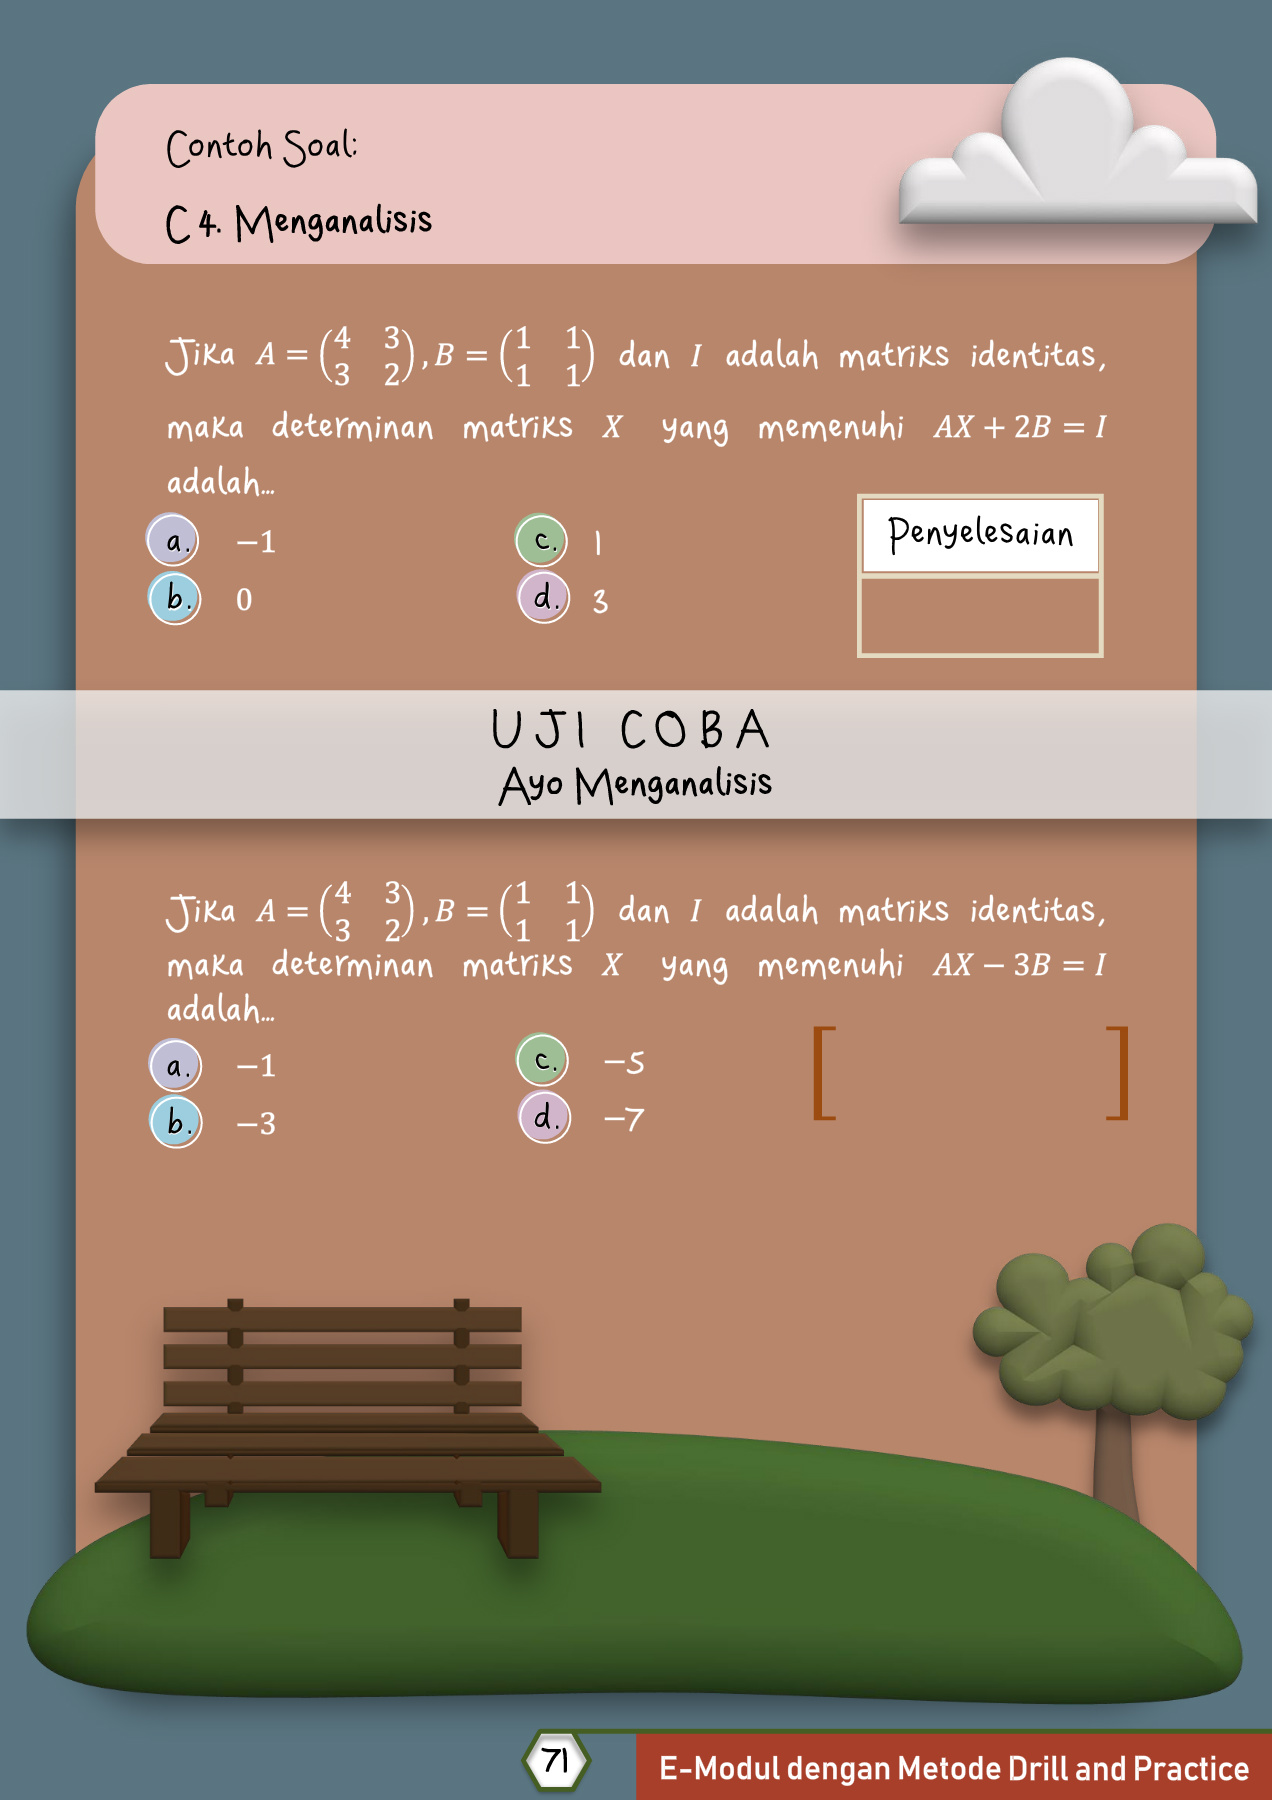 Contoh Soal:
C 4. Menganalisis
Jika A = (4 3 3 2), B = (1 1 1 1) dan I adalah matriks identitas,
maka determinan matriks X yang memenuhi AX + 2B = I
adalah...
a. −1
b. 0
c. 1
d. 3
Penyelesaian
UJI COBA
Ayo Menganalisis
Jika A = (4 3 3 2), B = (1 1 1 1) dan I adalah matriks identitas,
maka determinan matriks X yang memenuhi AX − 3B = I
adalah...
a. −1
b. −3
c. −5
d. −7
71
E-Modul dengan Metode Drill and Practice